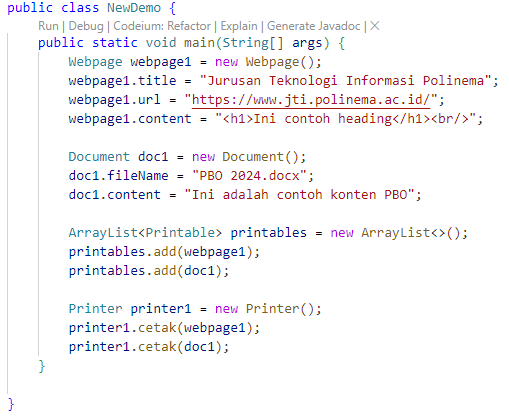 public class NewDemo {
Run | Debug | Codeium: Refactor | Explain | Generate Javadoc | ×
public static void main(String[] args) {
Webpage webpage1 = new Webpage();
webpage1.title = "Jurusan Teknologi Informasi Polinema";
webpage1.url = "https://www.jti.polinema.ac.id/";
webpage1.content = "<h1>Ini contoh heading</h1><br/>";
Document doc1 = new Document();
doc1.fileName = "PBO 2024.docx";
doc1.content = "Ini adalah contoh konten PBO";
ArrayList<Printable> printables = new ArrayList<>();
printables.add(webpage1);
printables.add(doc1);
Printer printer1 = new Printer();
printer1.cetak(webpage1);
printer1.cetak(doc1);
}
}